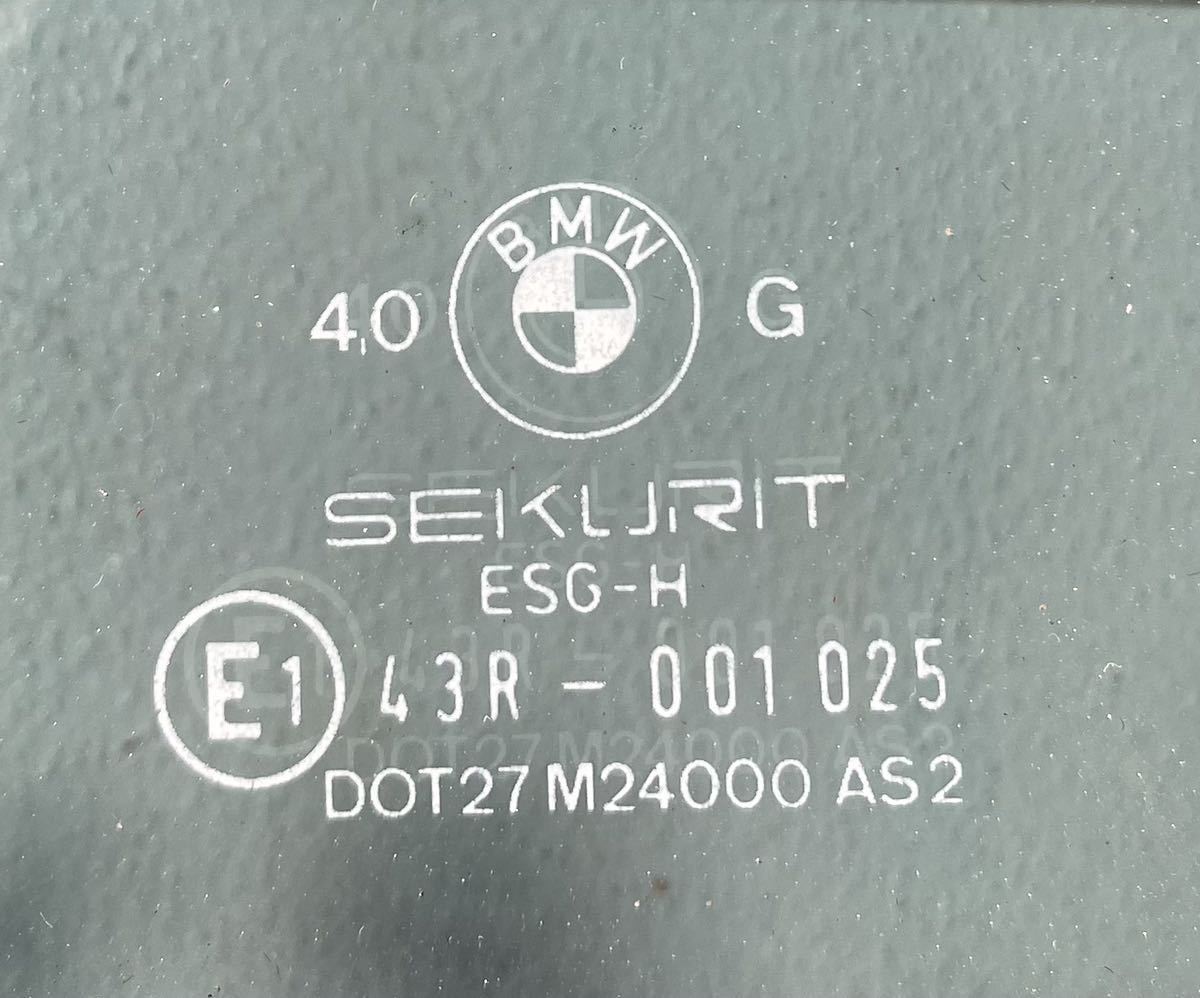 BMW
4,0 G
SEKURIT
ESG-H
E1 43R - 001 025
DOT27 M24000 AS2